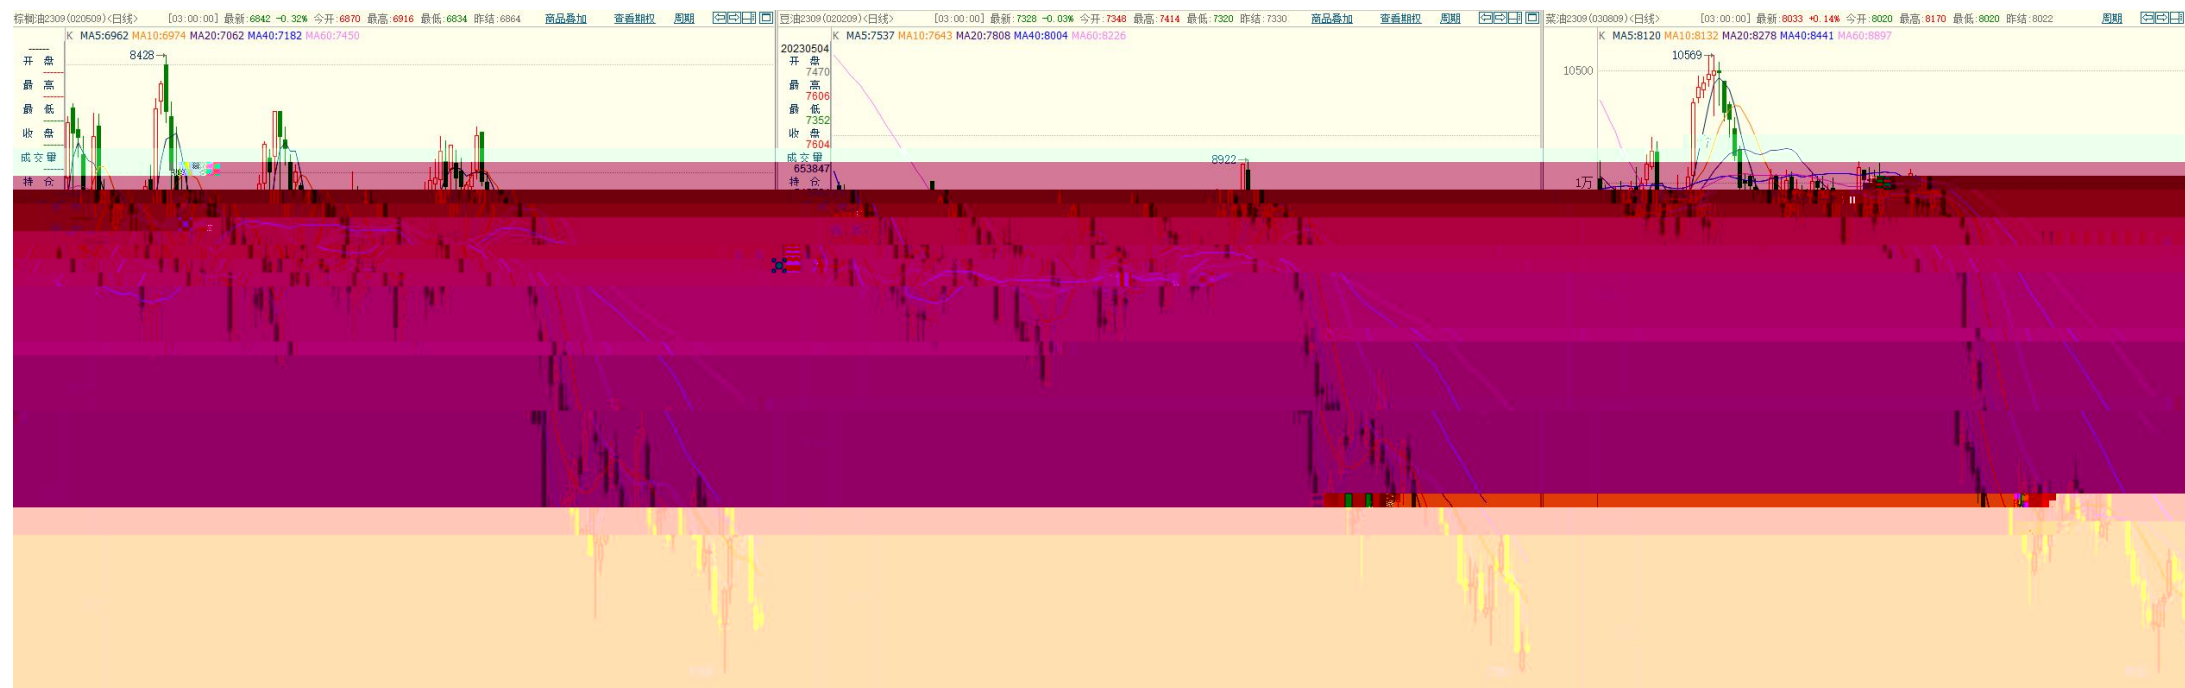 棕榈油2309(020509)<日线> [03:00:00] 最新:6842 -0.32% 今开:6870 最高:6916 最低:6834 昨结:6864 商品叠加 查看期权 周期
K MA5:6962 MA10:6974 MA20:7062 MA40:7182 MA60:7450
8428
开 盘
最 高
最 低
收 盘
成交量
持 仓
豆油2309(020209)<日线> [03:00:00] 最新:7328 -0.03% 今开:7348 最高:7414 最低:7320 昨结:7330 商品叠加 查看期权 周期
K MA5:7537 MA10:7643 MA20:7808 MA40:8004 MA60:8226
20230504
开 盘
7470
最 高
7606
最 低
7352
收 盘
7604
成交量
653847
持 仓
8922
菜油2309(030809)<日线> [03:00:00] 最新:8033 +0.14% 今开:8020 最高:8170 最低:8020 昨结:8022 周期
K MA5:8120 MA10:8132 MA20:8278 MA40:8441 MA60:8897
10569
10500
1万